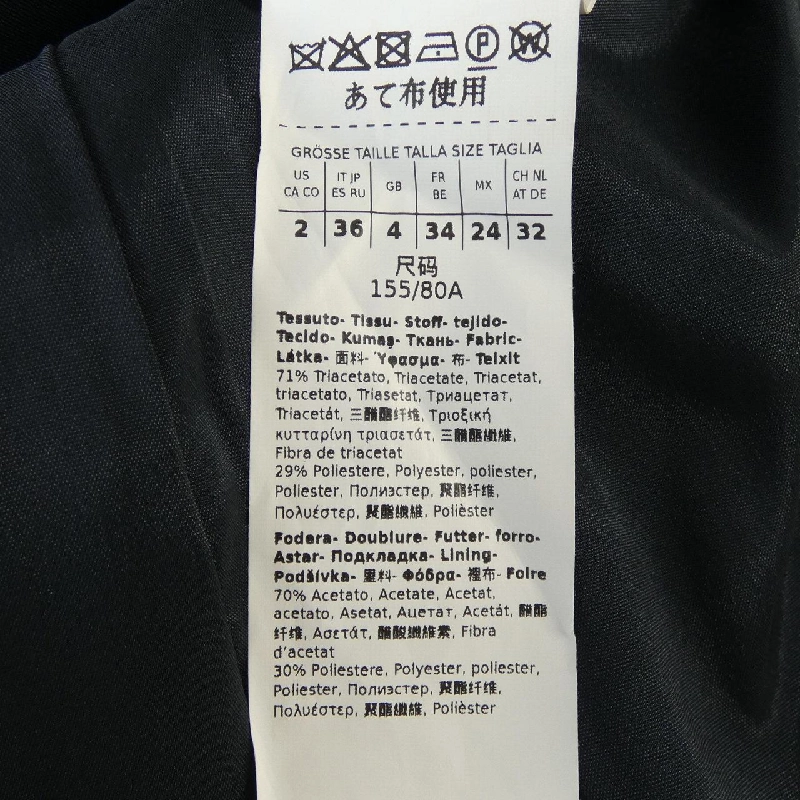 P
W
あて布使用
GRÖSSE TAILLE TALLA SIZE TAGLIA
US CA CO IT JP ES RU GB FR BE MX CH NL AT DE
2 36 4 34 24 32
尺码
155/80A
Tessuto- Tissu- Stoff- tejido-
Tecido- Kumaş- Ткань- Fabric-
Látka- 面料- Ύφασμα- 布- Teixit
71% Triacetato, Triacetate, Triacetat,
triacetato, Triasetat, Триацетат,
Triacetát, 三醋酯纤维, Τριοξική
κυτταρίνη τριασετάτ, 三醋酯纖維,
Fibra de triacetat
29% Poliestere, Polyester, poliester,
Poliester, Полиэстер, 聚酯纤维,
Πολυέστερ, 聚酯纖維, Polièster
Fodera- Doublure- Futter- forro-
Astar- Подкладка- Lining-
Podšívka- 里料- Φόδρα- 裡布- Folre
70% Acetato, Acetate, Acetat,
acetato, Asetat, Ацетат, Acetát, 醋酯
纤维, Ασετάτ, 醋酸纖維素, Fibra
d'acetat
30% Poliestere, Polyester, poliester,
Poliester, Полиэстер, 聚酯纤维,
Πολυέστερ, 聚酯纖維, Polièster